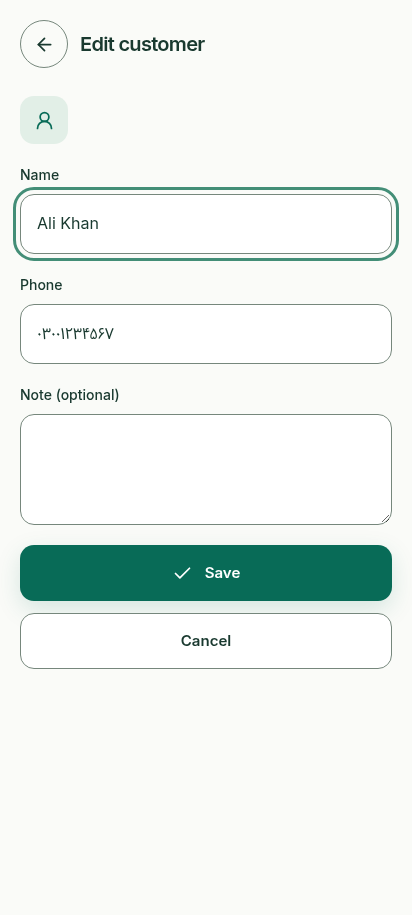 Edit customer
Name
Ali Khan
Phone
۰۳۰۰۱۲۳۴۵۶۷
Note (optional)
Save
Cancel